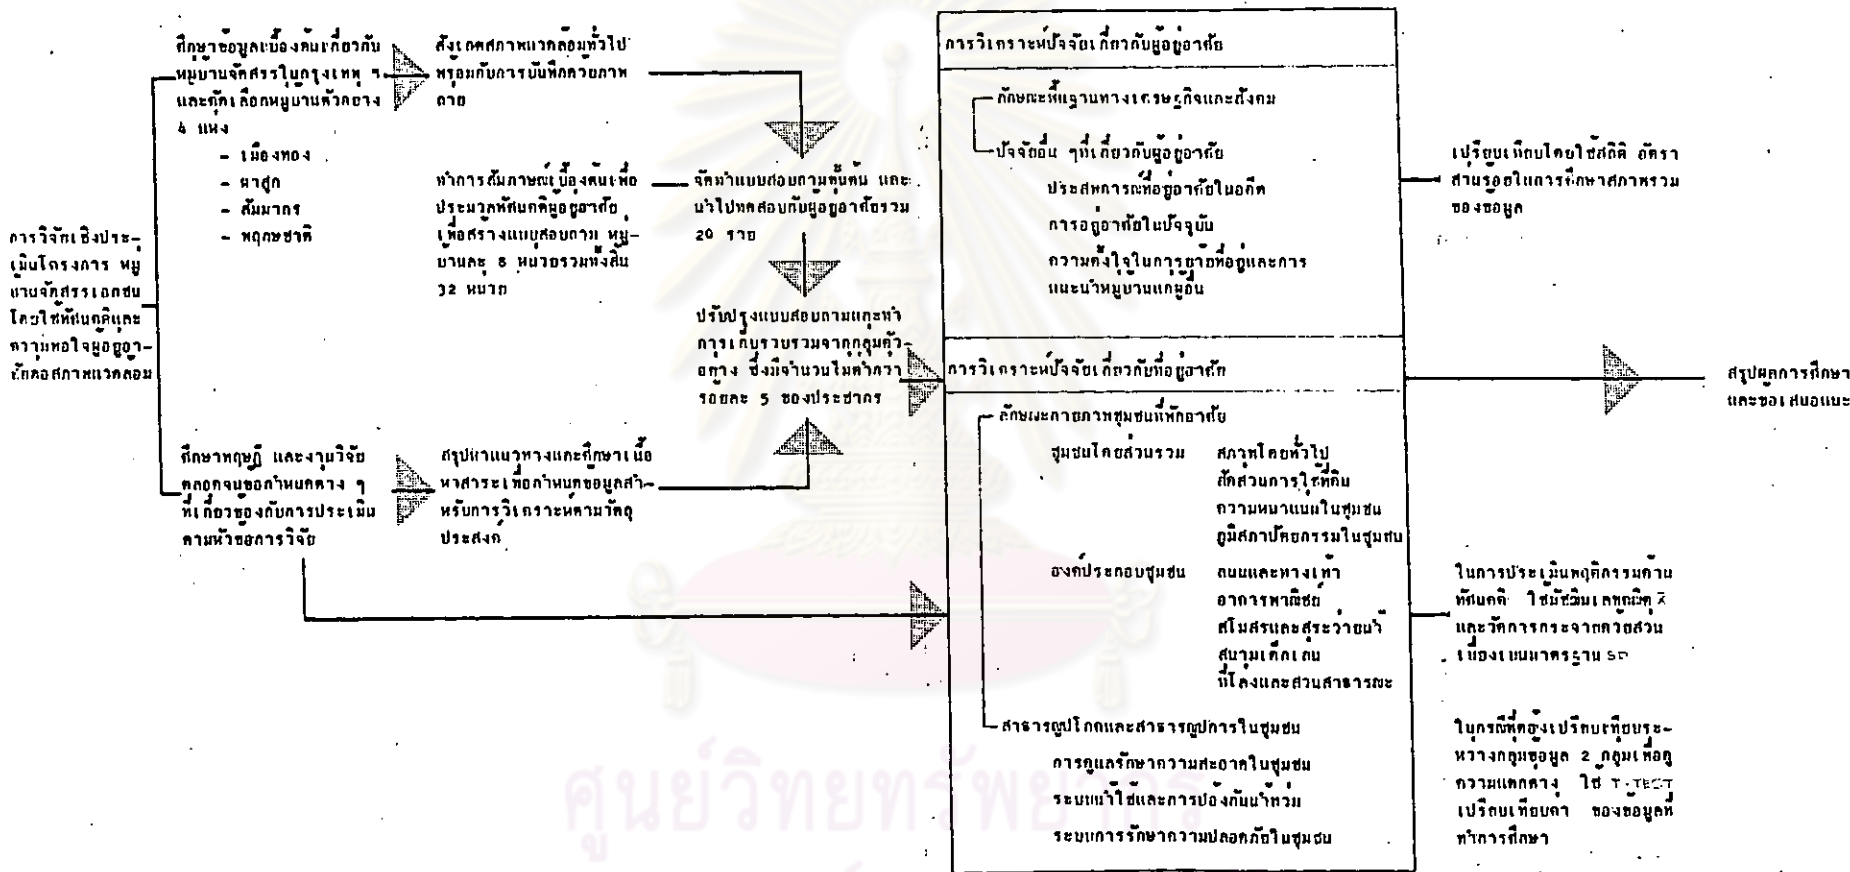 การวิจัยเชิงประ-
เมินโครงการ หมู่
บ้านจัดสรรเอกชน
โดยใช้ทัศนคติและ
ความพอใจผู้อยู่อา-
ศัยต่อสภาพแวดล้อม
ศึกษาข้อมูลเบื้องต้นเกี่ยวกับ
หมู่บ้านจัดสรรในกรุงเทพ ฯ
และคัดเลือกหมู่บ้านตัวอย่าง
4 แห่ง
- เมืองทอง
- ผาสุก
- สัมมากร
- พฤกษชาติ
สังเกตสภาพแวดล้อมทั่วไป
พร้อมกับการบันทึกด้วยภาพ
ถ่าย
ทำการสัมภาษณ์เบื้องต้นเพื่อ
ประมวลทัศนคติผู้อยู่อาศัย
เพื่อสร้างแบบสอบถาม หมู่-
บ้านละ 8 หน่วยรวมทั้งสิ้น
32 หน่วย
จัดทำแบบสอบถามขั้นต้น และ
นำไปทดสอบกับผู้อยู่อาศัยรวม
20 ราย
ปรับปรุงแบบสอบถามและทำ
การเก็บรวบรวมจากกลุ่มตัว-
อย่าง ซึ่งมีจำนวนไม่ต่ำกว่า
ร้อยละ 5 ของประชากร
ศึกษาทฤษฎี และงานวิจัย
ตลอดจนข้อกำหนดต่าง ๆ
ที่เกี่ยวข้องกับการประเมิน
ตามหัวข้อการวิจัย
สรุปหาแนวทางและศึกษาเนื้อ
หาสาระเพื่อกำหนดข้อมูลสำ-
หรับการวิเคราะห์ตามวัตถุ
ประสงค์
การวิเคราะห์ปัจจัยเกี่ยวกับผู้อยู่อาศัย
ลักษณะพื้นฐานทางเศรษฐกิจและสังคม
ปัจจัยอื่น ๆที่เกี่ยวกับผู้อยู่อาศัย
ประสบการณ์ที่อยู่อาศัยในอดีต
การอยู่อาศัยในปัจจุบัน
ความตั้งใจในการย้ายที่อยู่และการ
แนะนำหมู่บ้านแก่ผู้อื่น
การวิเคราะห์ปัจจัยเกี่ยวกับที่อยู่อาศัย
ลักษณะกายภาพชุมชนที่พักอาศัย
ชุมชนโดยส่วนรวม สภาพโดยทั่วไป
สัดส่วนการใช้ที่ดิน
ความหนาแน่นในชุมชน
ภูมิสถาปัตยกรรมในชุมชน
องค์ประกอบชุมชน ถนนและทางเท้า
อาคารพาณิชย์
สโมสรและสระว่ายน้ำ
สนามเด็กเล่น
ที่โล่งและสวนสาธารณะ
สาธารณูปโภคและสาธารณูปการในชุมชน
การดูแลรักษาความสะอาดในชุมชน
ระบบน้ำใช้และการป้องกันน้ำท่วม
ระบบการรักษาความปลอดภัยในชุมชน
เปรียบเทียบโดยใช้สถิติ อัตรา
ส่วนร้อยในการศึกษาสภาพรวม
ของข้อมูล
ในการประเมินพฤติกรรมด้าน
ทัศนคติ ใช้มัชฌิมเลขคณิต x̄
และวัดการกระจายด้วยส่วน
เบี่ยงเบนมาตรฐาน SD
ในกรณีที่ต้องเปรียบเทียบระ-
หว่างกลุ่มข้อมูล 2 กลุ่มเพื่อดู
ความแตกต่าง ใช้ T-TEST
เปรียบเทียบค่า ของข้อมูลที่
ทำการศึกษา
สรุปผลการศึกษา
และข้อเสนอแนะ
ศูนย์วิทยทรัพยากร